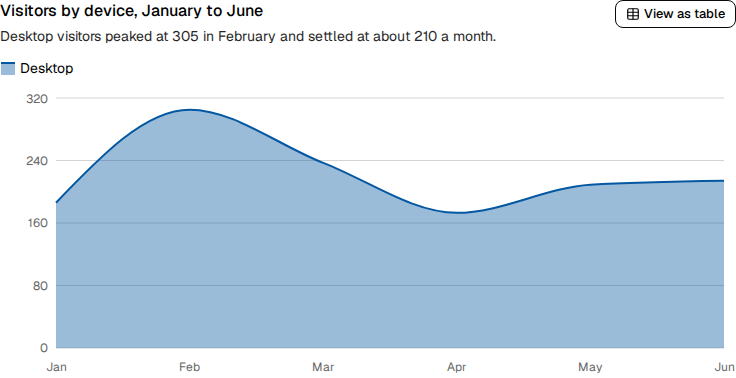 Visitors by device, January to June
View as table
Desktop visitors peaked at 305 in February and settled at about 210 a month.
Desktop
320
240
160
80
0
Jan Feb Mar Apr May Jun